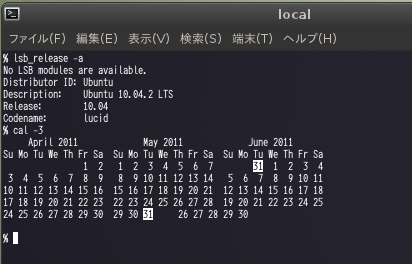 local
ファイル(F) 編集(E) 表示(V) 検索(S) 端末(T) ヘルプ(H)
% lsb_release -a
No LSB modules are available.
Distributor ID: Ubuntu
Description:    Ubuntu 10.04.2 LTS
Release:        10.04
Codename:       lucid
% cal -3
     April 2011             May 2011             June 2011
Su Mo Tu We Th Fr Sa  Su Mo Tu We Th Fr Sa  Su Mo Tu We Th Fr Sa
                1  2   1  2  3  4  5  6  7        31  1  2  3  4
 3  4  5  6  7  8  9   8  9 10 11 12 13 14   5  6  7  8  9 10 11
10 11 12 13 14 15 16  15 16 17 18 19 20 21  12 13 14 15 16 17 18
17 18 19 20 21 22 23  22 23 24 25 26 27 28  19 20 21 22 23 24 25
24 25 26 27 28 29 30  29 30 31     26 27 28 29 30
%